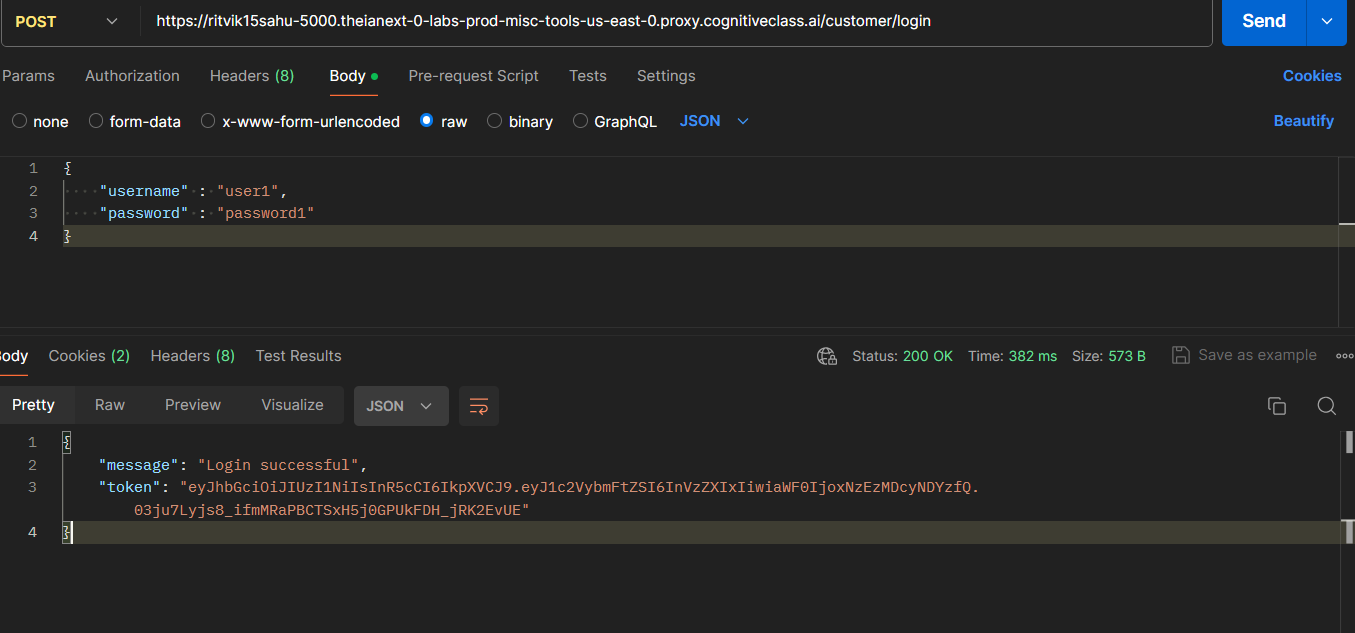 POST https://ritvik15sahu-5000.theianext-0-labs-prod-misc-tools-us-east-0.proxy.cognitiveclass.ai/customer/login Send
Params Authorization Headers (8) Body Pre-request Script Tests Settings Cookies
none form-data x-www-form-urlencoded raw binary GraphQL JSON Beautify
1 {
2 "username" : "user1",
3 "password" : "password1"
4 }
ody Cookies (2) Headers (8) Test Results Status: 200 OK Time: 382 ms Size: 573 B Save as example
Pretty Raw Preview Visualize JSON
1 {
2 "message": "Login successful",
3 "token": "eyJhbGciOiJIUzI1NiIsInR5cCI6IkpXVCJ9.eyJ1c2VybmFtZSI6InVzZXIxIiwiaWF0IjoxNzEzMDcyNDYzfQ.
03ju7Lyjs8_ifmMRaPBCTSxH5j0GPUkFDH_jRK2EvUE"
4 }